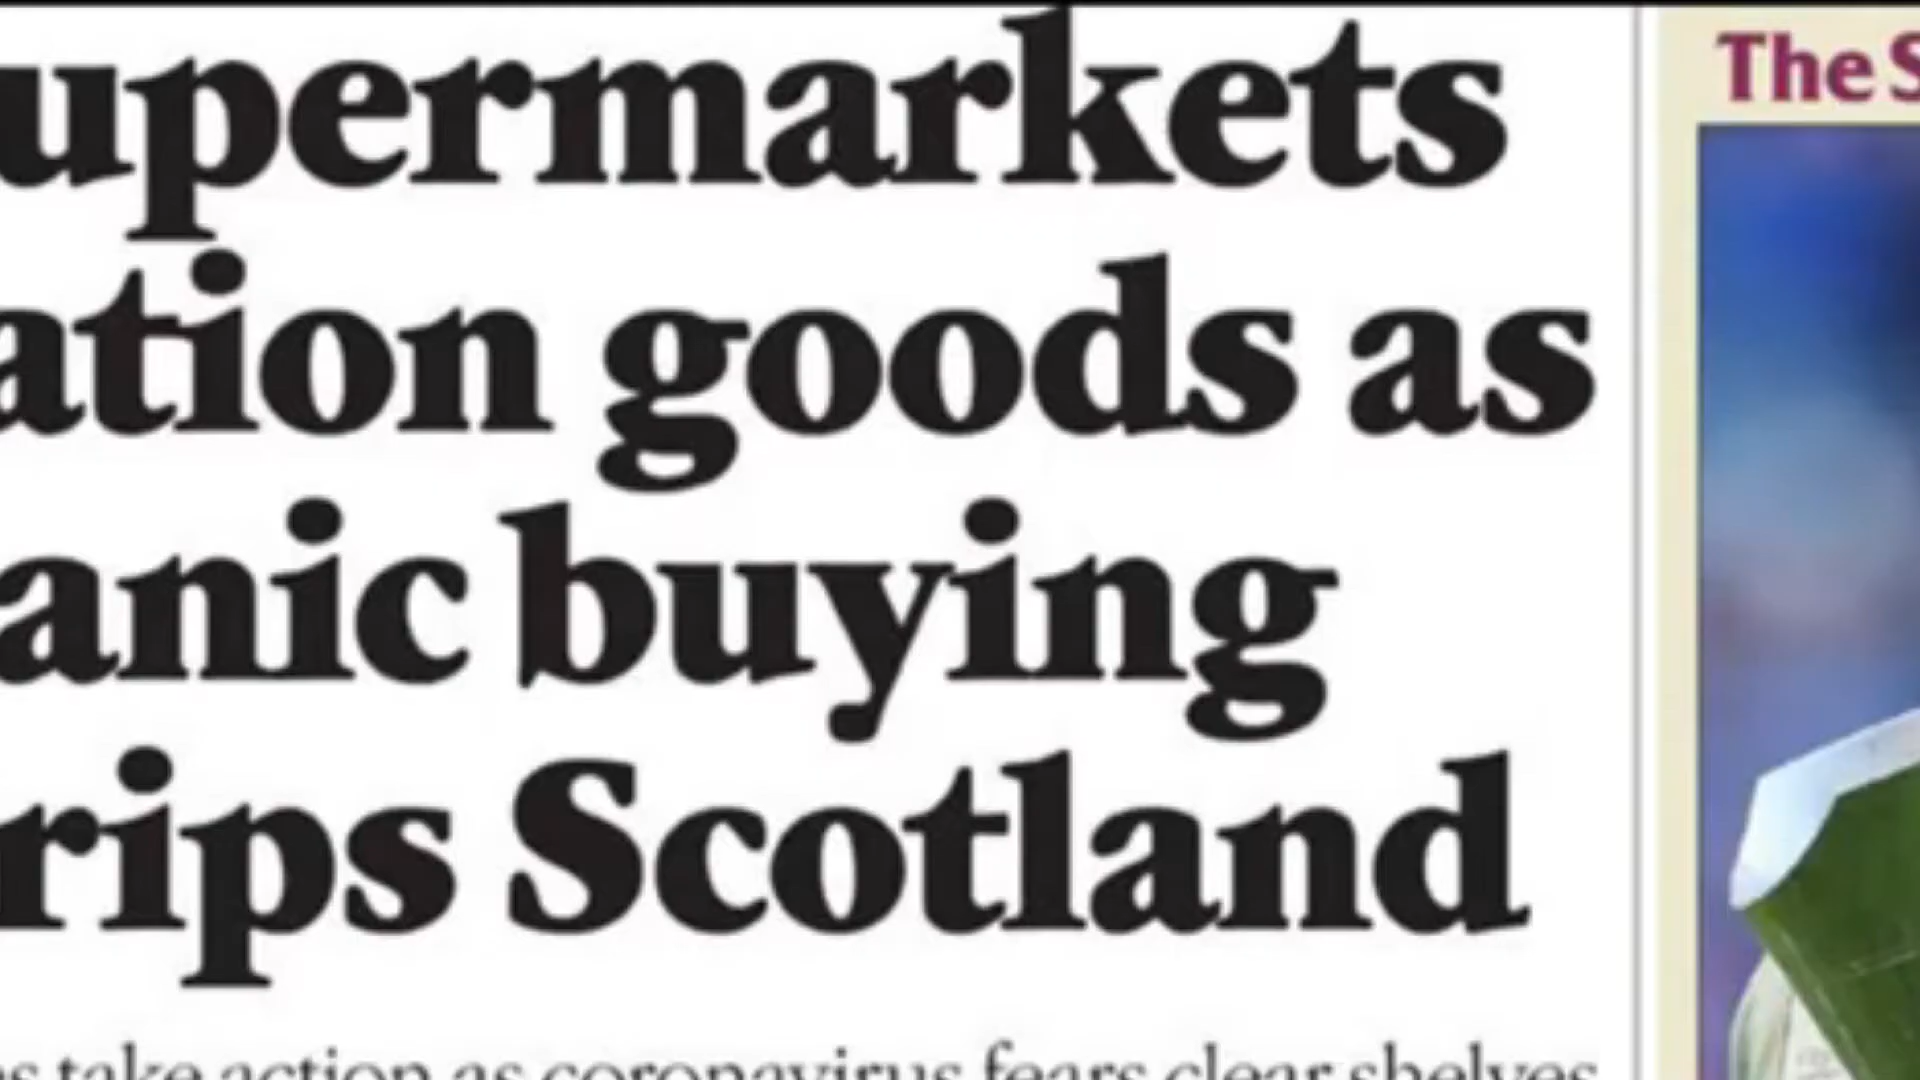 upermarkets
ation goods as
anic buying
rips Scotland
s take action as coronavirus fears clear shelves
The S